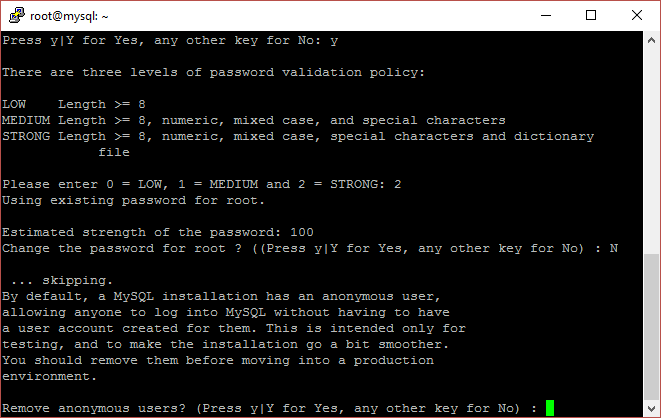 root@mysql: ~
Press y|Y for Yes, any other key for No: y
There are three levels of password validation policy:
LOW    Length >= 8
MEDIUM Length >= 8, numeric, mixed case, and special characters
STRONG Length >= 8, numeric, mixed case, special characters and dictionary
            file
Please enter 0 = LOW, 1 = MEDIUM and 2 = STRONG: 2
Using existing password for root.
Estimated strength of the password: 100
Change the password for root ? ((Press y|Y for Yes, any other key for No) : N
 ... skipping.
By default, a MySQL installation has an anonymous user,
allowing anyone to log into MySQL without having to have
a user account created for them. This is intended only for
testing, and to make the installation go a bit smoother.
You should remove them before moving into a production
environment.
Remove anonymous users? (Press y|Y for Yes, any other key for No) :